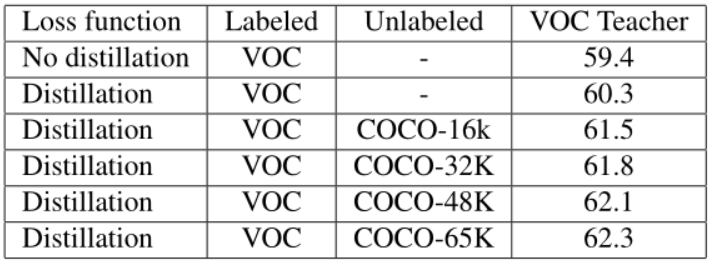 Loss function Labeled Unlabeled VOC Teacher
No distillation VOC - 59.4
Distillation VOC - 60.3
Distillation VOC COCO-16k 61.5
Distillation VOC COCO-32K 61.8
Distillation VOC COCO-48K 62.1
Distillation VOC COCO-65K 62.3